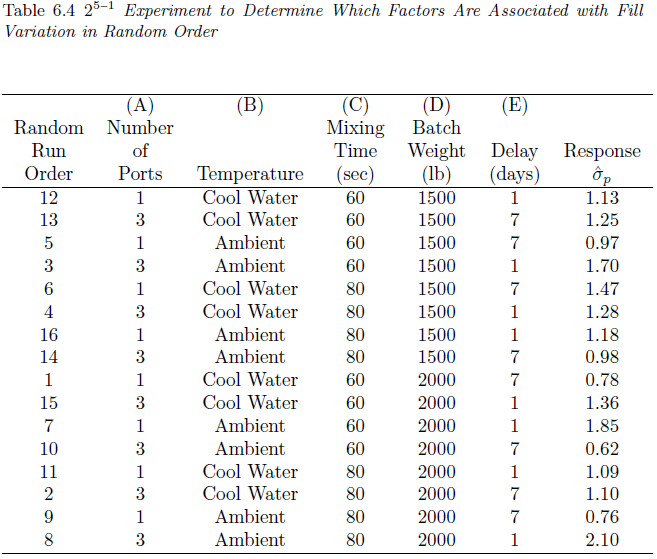 Table 6.4 2^{5−1} Experiment to Determine Which Factors Are Associated with Fill
Variation in Random Order
(A) (B) (C) (D) (E)
Random Number Mixing Batch
Run of Time Weight Delay Response
Order Ports Temperature (sec) (lb) (days) σ̂_p
12 1 Cool Water 60 1500 1 1.13
13 3 Cool Water 60 1500 7 1.25
5 1 Ambient 60 1500 7 0.97
3 3 Ambient 60 1500 1 1.70
6 1 Cool Water 80 1500 7 1.47
4 3 Cool Water 80 1500 1 1.28
16 1 Ambient 80 1500 1 1.18
14 3 Ambient 80 1500 7 0.98
1 1 Cool Water 60 2000 7 0.78
15 3 Cool Water 60 2000 1 1.36
7 1 Ambient 60 2000 1 1.85
10 3 Ambient 60 2000 7 0.62
11 1 Cool Water 80 2000 1 1.09
2 3 Cool Water 80 2000 7 1.10
9 1 Ambient 80 2000 7 0.76
8 3 Ambient 80 2000 1 2.10